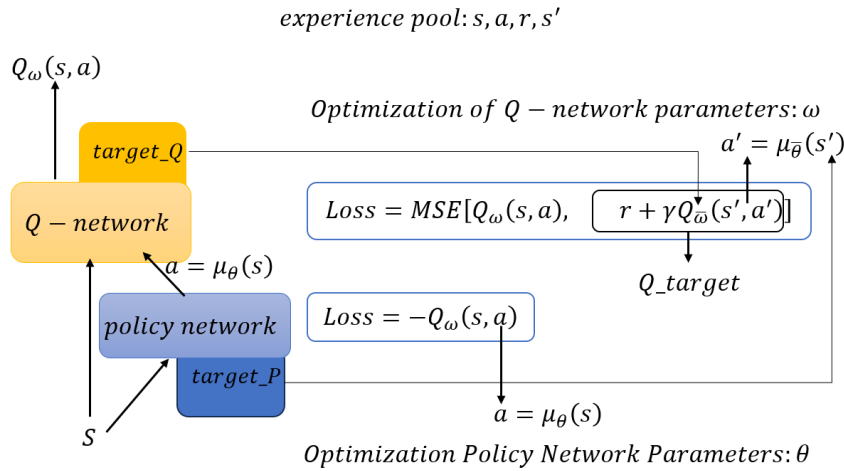 experience pool: s, a, r, s′
Q_ω(s, a)
Optimization of Q − network parameters: ω
target_Q
a′ = μ_θ̅(s′)
Q − network
Loss = MSE[Q_ω(s, a), r + γQ_ω̅(s′, a′)]
a = μ_θ(s)
Q_target
policy network
Loss = −Q_ω(s, a)
target_P
a = μ_θ(s)
S
Optimization Policy Network Parameters: θ